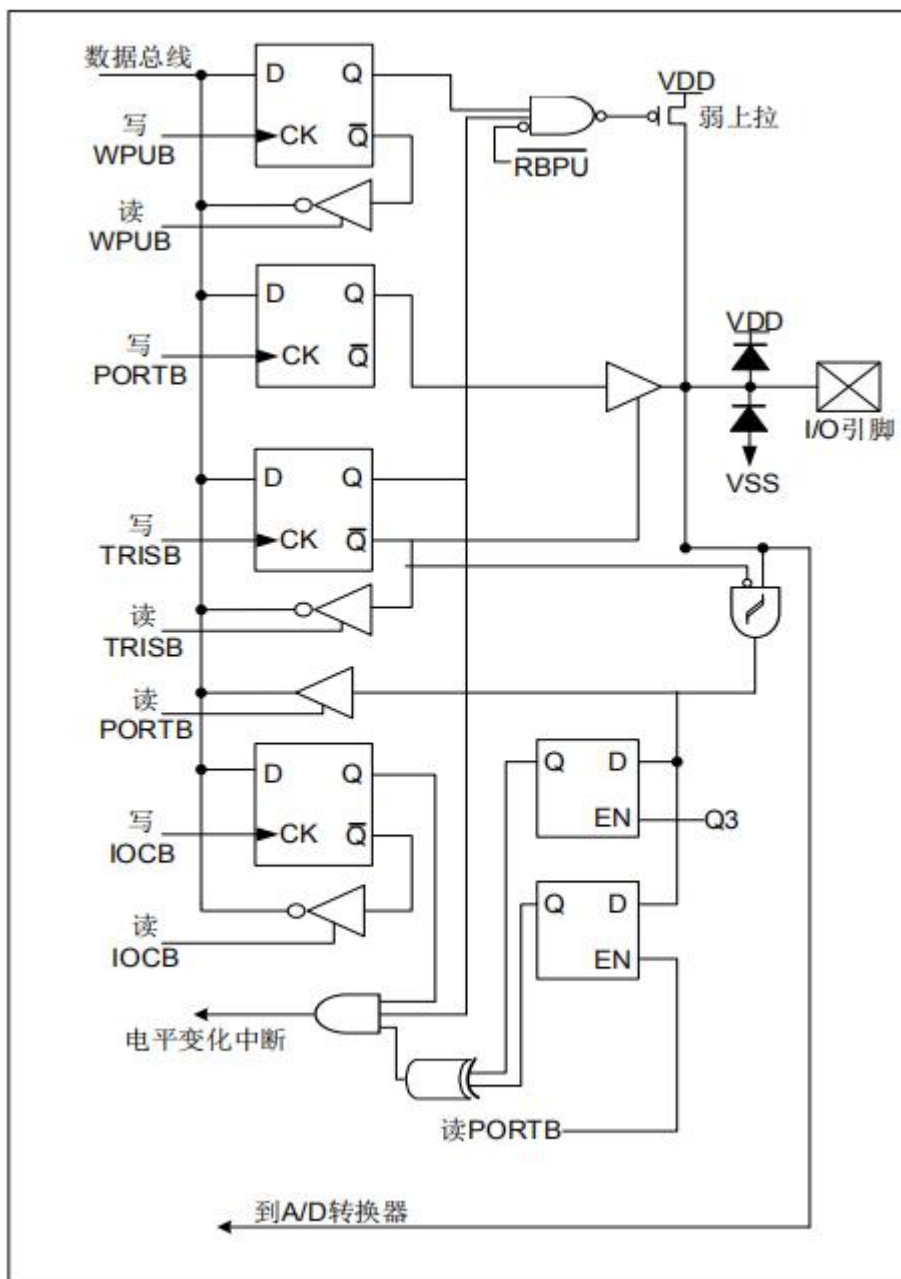 数据总线
D
Q
VDD
写
WPUB
CK
Q̅
弱上拉
R̅B̅P̅U̅
读
WPUB
D
Q
写
PORTB
CK
Q̅
VDD
I/O引脚
VSS
D
Q
写
TRISB
CK
Q̅
读
TRISB
读
PORTB
D
Q
Q
D
EN
Q3
写
IOCB
CK
Q̅
Q
D
EN
读
IOCB
电平变化中断
读PORTB
到A/D转换器